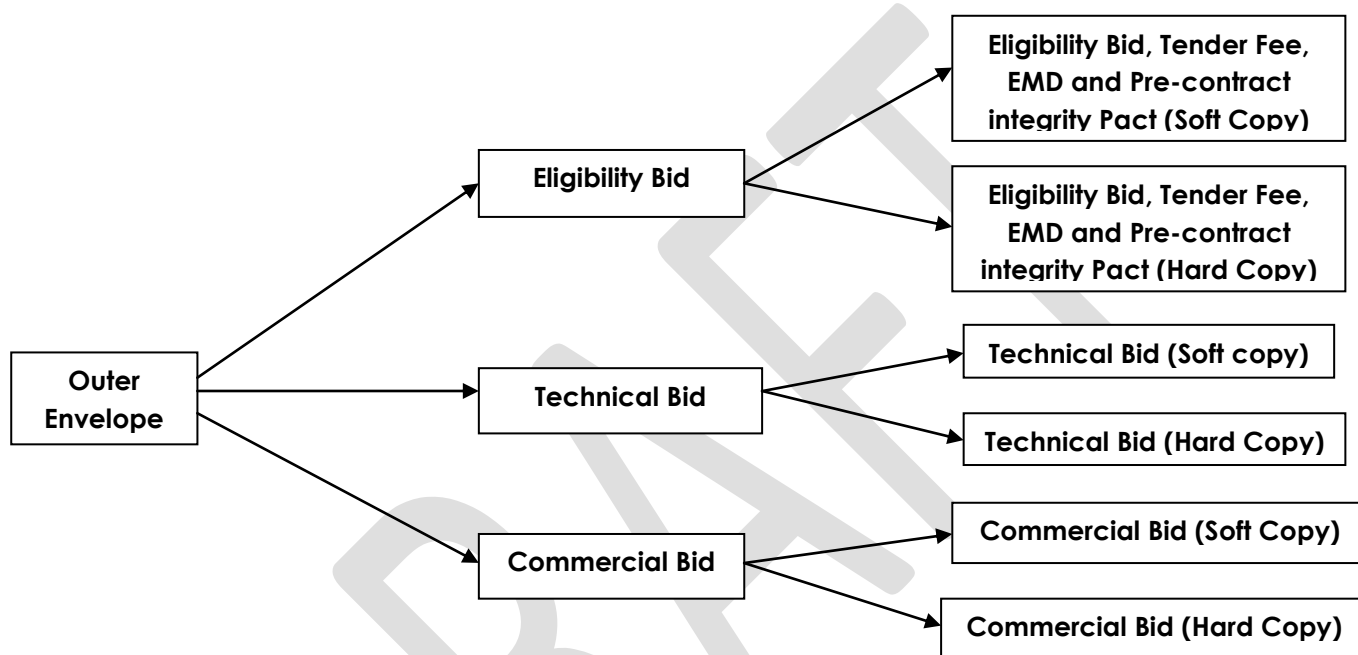 Eligibility Bid, Tender Fee,
EMD and Pre-contract
integrity Pact (Soft Copy)
Eligibility Bid
Eligibility Bid, Tender Fee,
EMD and Pre-contract
integrity Pact (Hard Copy)
Outer
Envelope
Technical Bid
Technical Bid (Soft copy)
Technical Bid (Hard Copy)
Commercial Bid
Commercial Bid (Soft Copy)
Commercial Bid (Hard Copy)
DRAFT